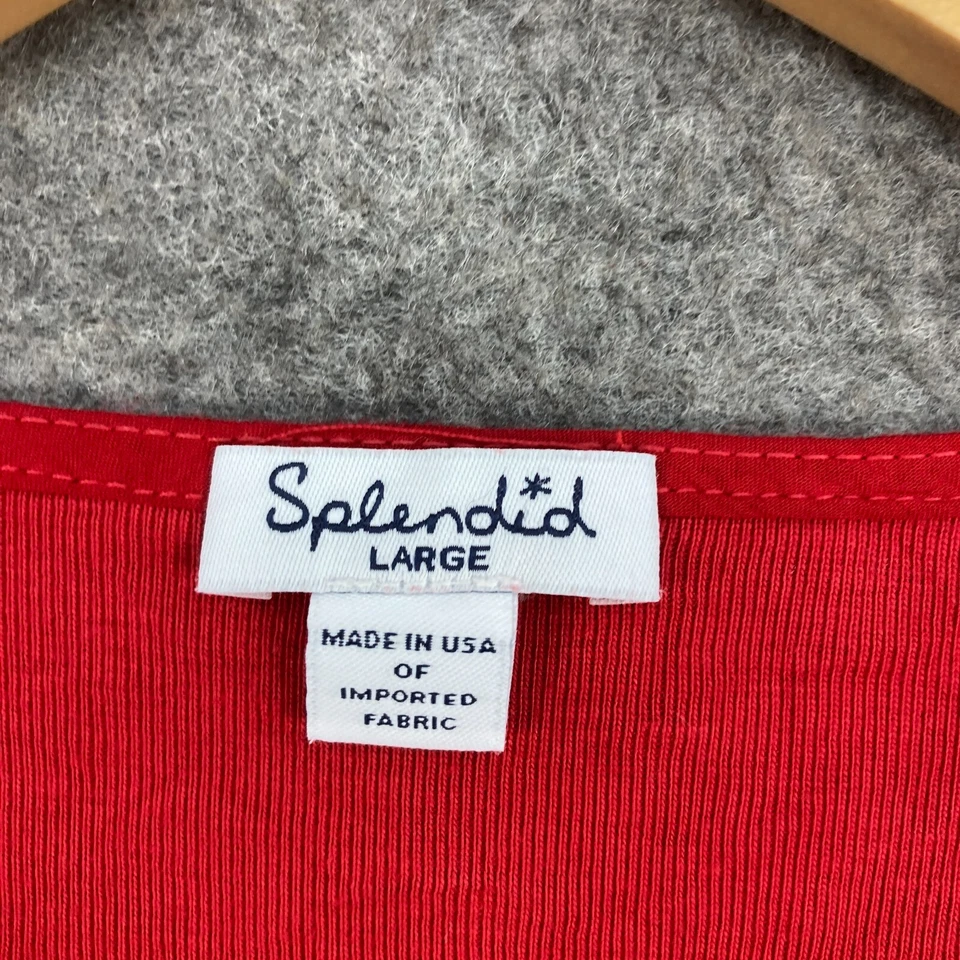 Splendid
LARGE
MADE IN USA
OF
IMPORTED
FABRIC